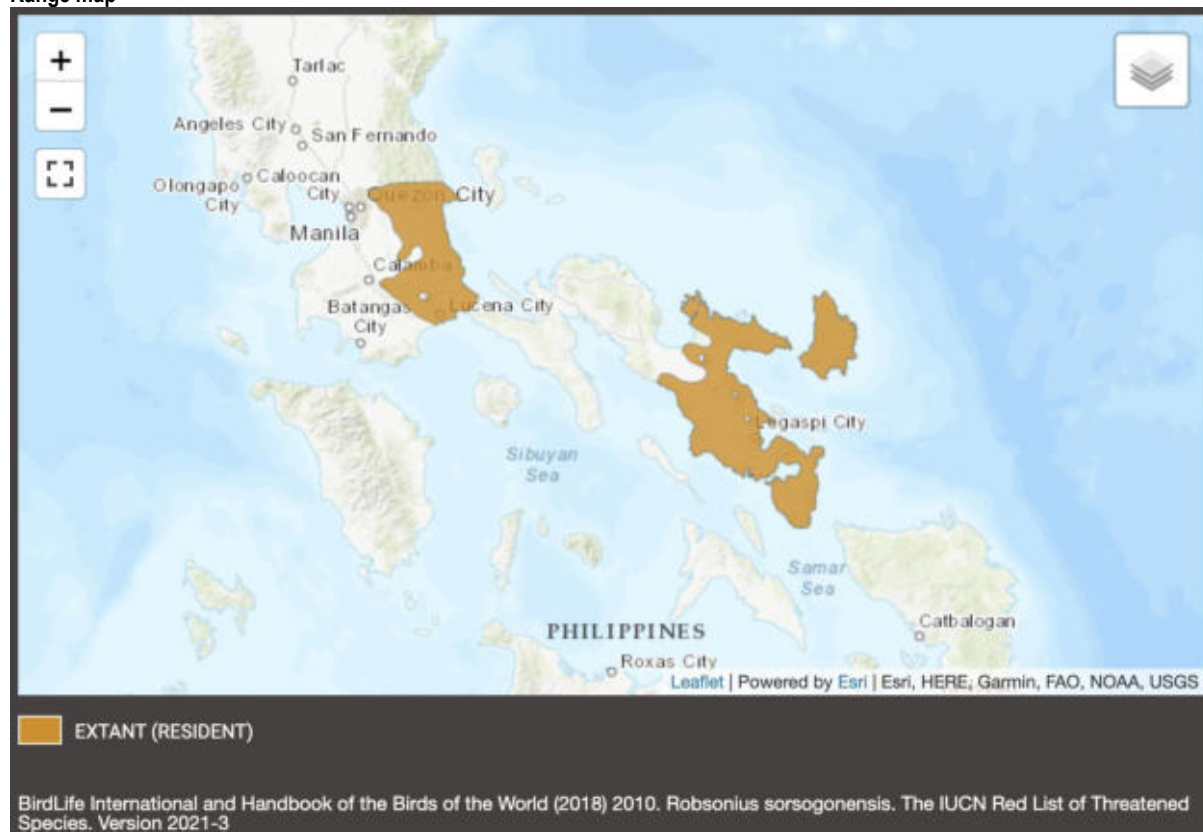 +
−
Tarlac
Angeles City
San Fernando
Olongapo
City
Caloocan
City
Quezon City
Manila
Calamba
Batangas
City
Lucena City
Legaspi City
Sibuyan
Sea
Samar
Sea
Catbalogan
PHILIPPINES
Roxas City
Leaflet | Powered by Esri | Esri, HERE, Garmin, FAO, NOAA, USGS
EXTANT (RESIDENT)
BirdLife International and Handbook of the Birds of the World (2018) 2010. Robsonius sorsogonensis. The IUCN Red List of Threatened
Species. Version 2021-3